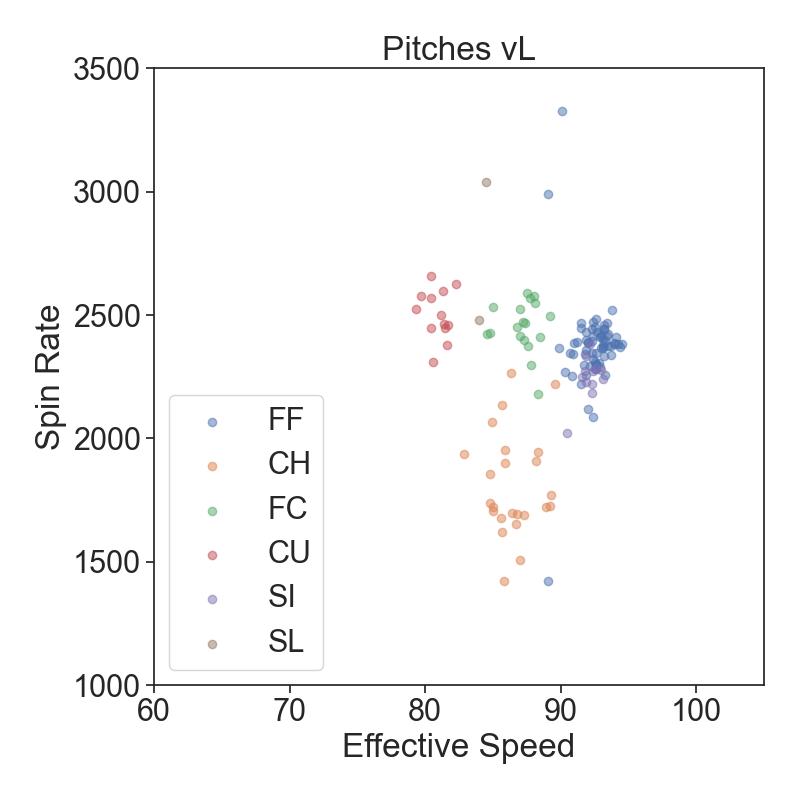 Pitches vL
3500
3000
2500
2000
1500
1000
Spin Rate
FF
CH
FC
CU
SI
SL
60 70 80 90 100
Effective Speed